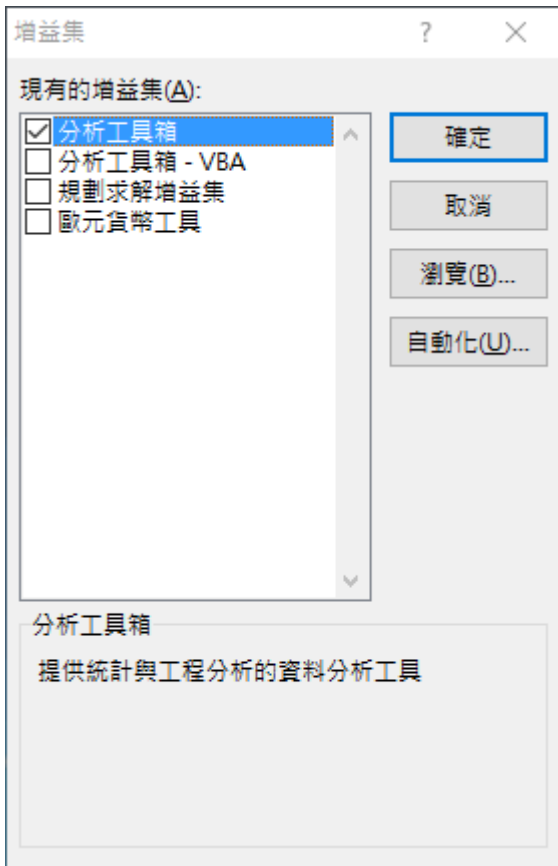 增益集
現有的增益集(A):
分析工具箱
分析工具箱 - VBA
規劃求解增益集
歐元貨幣工具
確定
取消
瀏覽(B)...
自動化(U)...
分析工具箱
提供統計與工程分析的資料分析工具